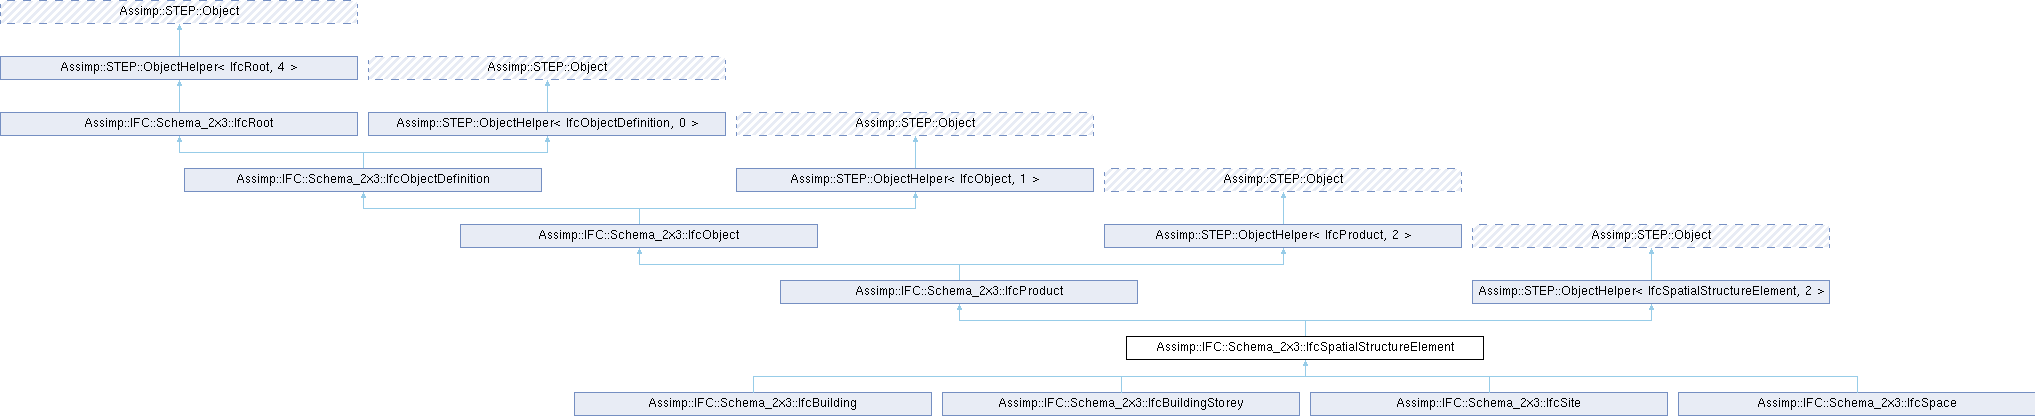 Assimp::STEP::Object
Assimp::STEP::ObjectHelper< IfcRoot, 4 >
Assimp::STEP::Object
Assimp::IFC::Schema_2x3::IfcRoot
Assimp::STEP::ObjectHelper< IfcObjectDefinition, 0 >
Assimp::STEP::Object
Assimp::IFC::Schema_2x3::IfcObjectDefinition
Assimp::STEP::ObjectHelper< IfcObject, 1 >
Assimp::STEP::Object
Assimp::IFC::Schema_2x3::IfcObject
Assimp::STEP::ObjectHelper< IfcProduct, 2 >
Assimp::STEP::Object
Assimp::IFC::Schema_2x3::IfcProduct
Assimp::STEP::ObjectHelper< IfcSpatialStructureElement, 2 >
Assimp::IFC::Schema_2x3::IfcSpatialStructureElement
Assimp::IFC::Schema_2x3::IfcBuilding
Assimp::IFC::Schema_2x3::IfcBuildingStorey
Assimp::IFC::Schema_2x3::IfcSite
Assimp::IFC::Schema_2x3::IfcSpace